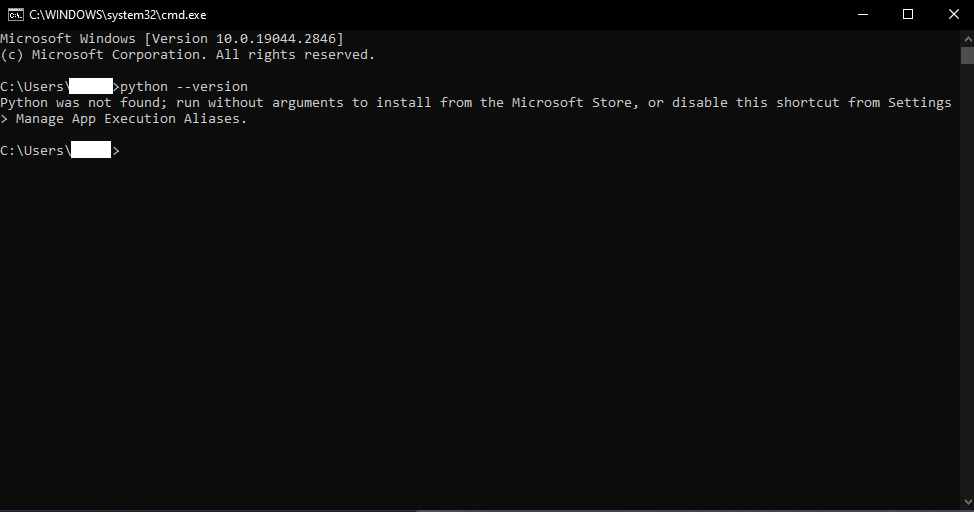 C:\WINDOWS\system32\cmd.exe
Microsoft Windows [Version 10.0.19044.2846]
(c) Microsoft Corporation. All rights reserved.
C:\Users\ >python --version
Python was not found; run without arguments to install from the Microsoft Store, or disable this shortcut from Settings
> Manage App Execution Aliases.
C:\Users\ >